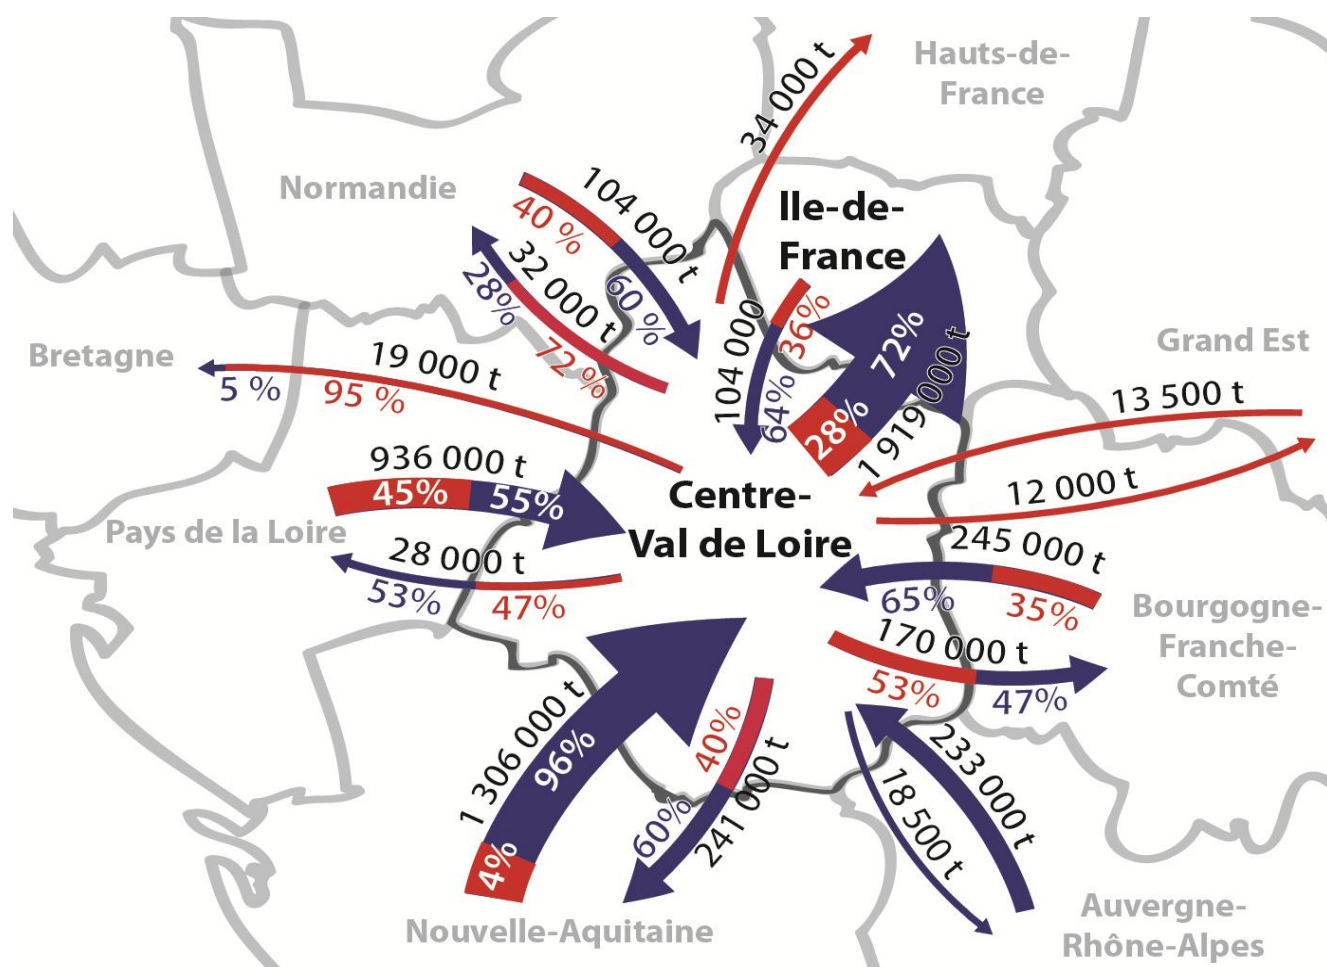 Hauts-de-
France
34 000 t
Normandie
104 000 t
40 %
60 %
32 000 t
28%
72 %
Ile-de-
France
104 000
36%
64%
72%
28%
1 919 000 t
Bretagne
19 000 t
5 %
95 %
Grand Est
13 500 t
12 000 t
936 000 t
45%
55%
Pays de la Loire
28 000 t
53%
47%
Centre-
Val de Loire
245 000 t
65%
35%
Bourgogne-
Franche-
Comté
170 000 t
53%
47%
1 306 000 t
96%
4%
40%
60%
241 000 t
233 000 t
18 500 t
Nouvelle-Aquitaine
Auvergne-
Rhône-Alpes